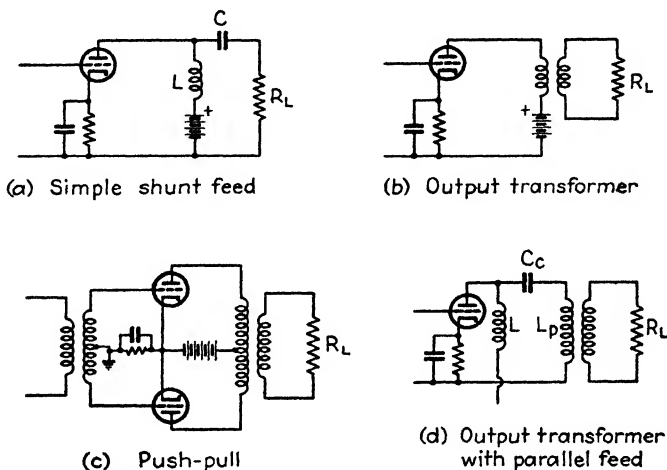 C
L
+
R_L
(a) Simple shunt feed
+
R_L
(b) Output transformer
R_L
(c) Push-pull
C_c
L
L_p
R_L
(d) Output transformer
with parallel feed